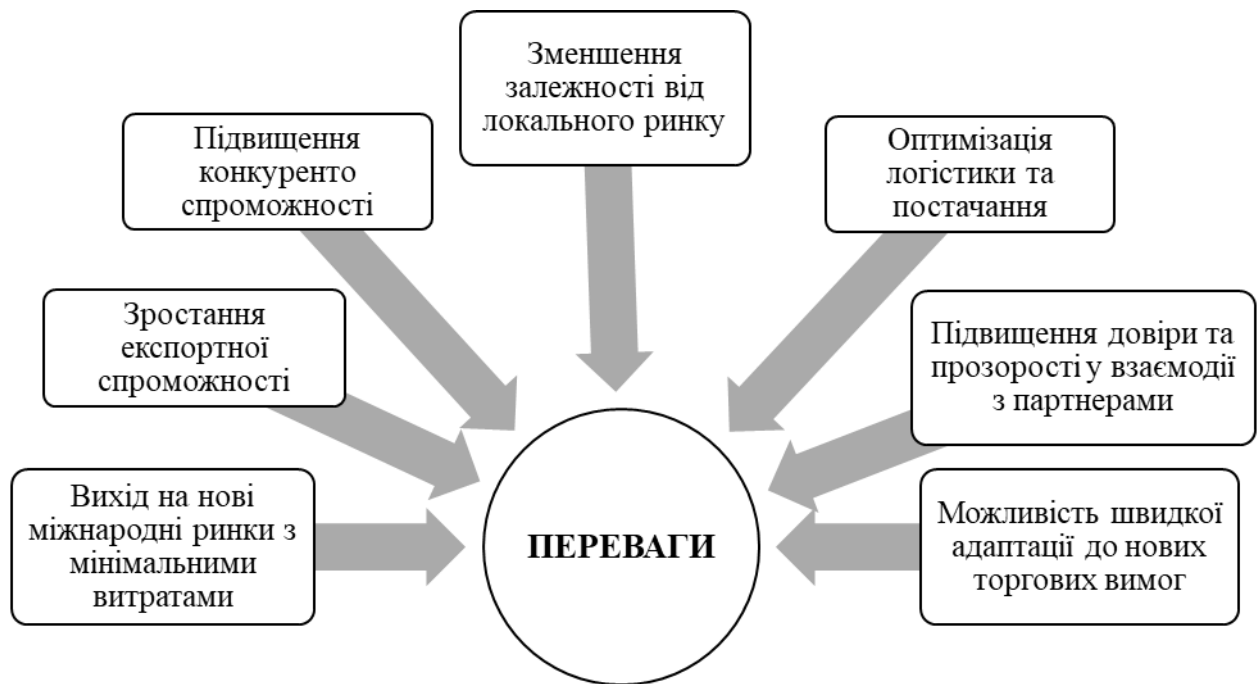 Зменшення
залежності від
локального ринку
Підвищення
конкуренто
спроможності
Оптимізація
логістики та
постачання
Зростання
експортної
спроможності
Підвищення довіри та
прозорості у взаємодії
з партнерами
Вихід на нові
міжнародні ринки з
мінімальними
витратами
ПЕРЕВАГИ
Можливість швидкої
адаптації до нових
торгових вимог